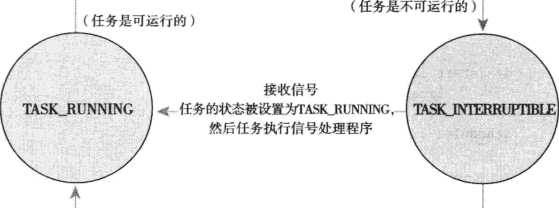 （任务是可运行的）
（任务是不可运行的）
接收信号
任务的状态被设置为TASK_RUNNING，
然后任务执行信号处理程序
TASK_RUNNING
TASK_INTERRUPTIBLE